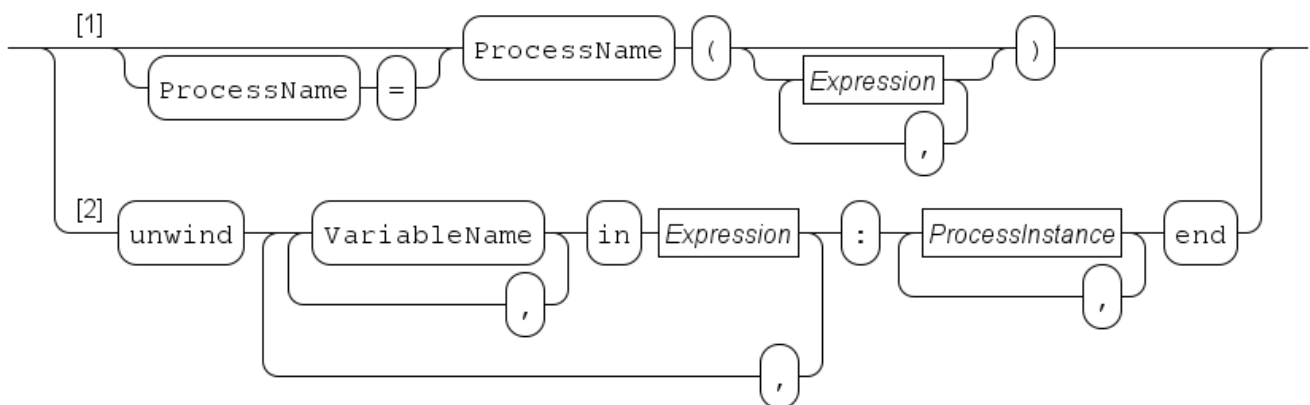 [1] ProcessName ( )
ProcessName = Expression
,
[2] unwind VariableName in Expression : ProcessInstance end
, ,
,